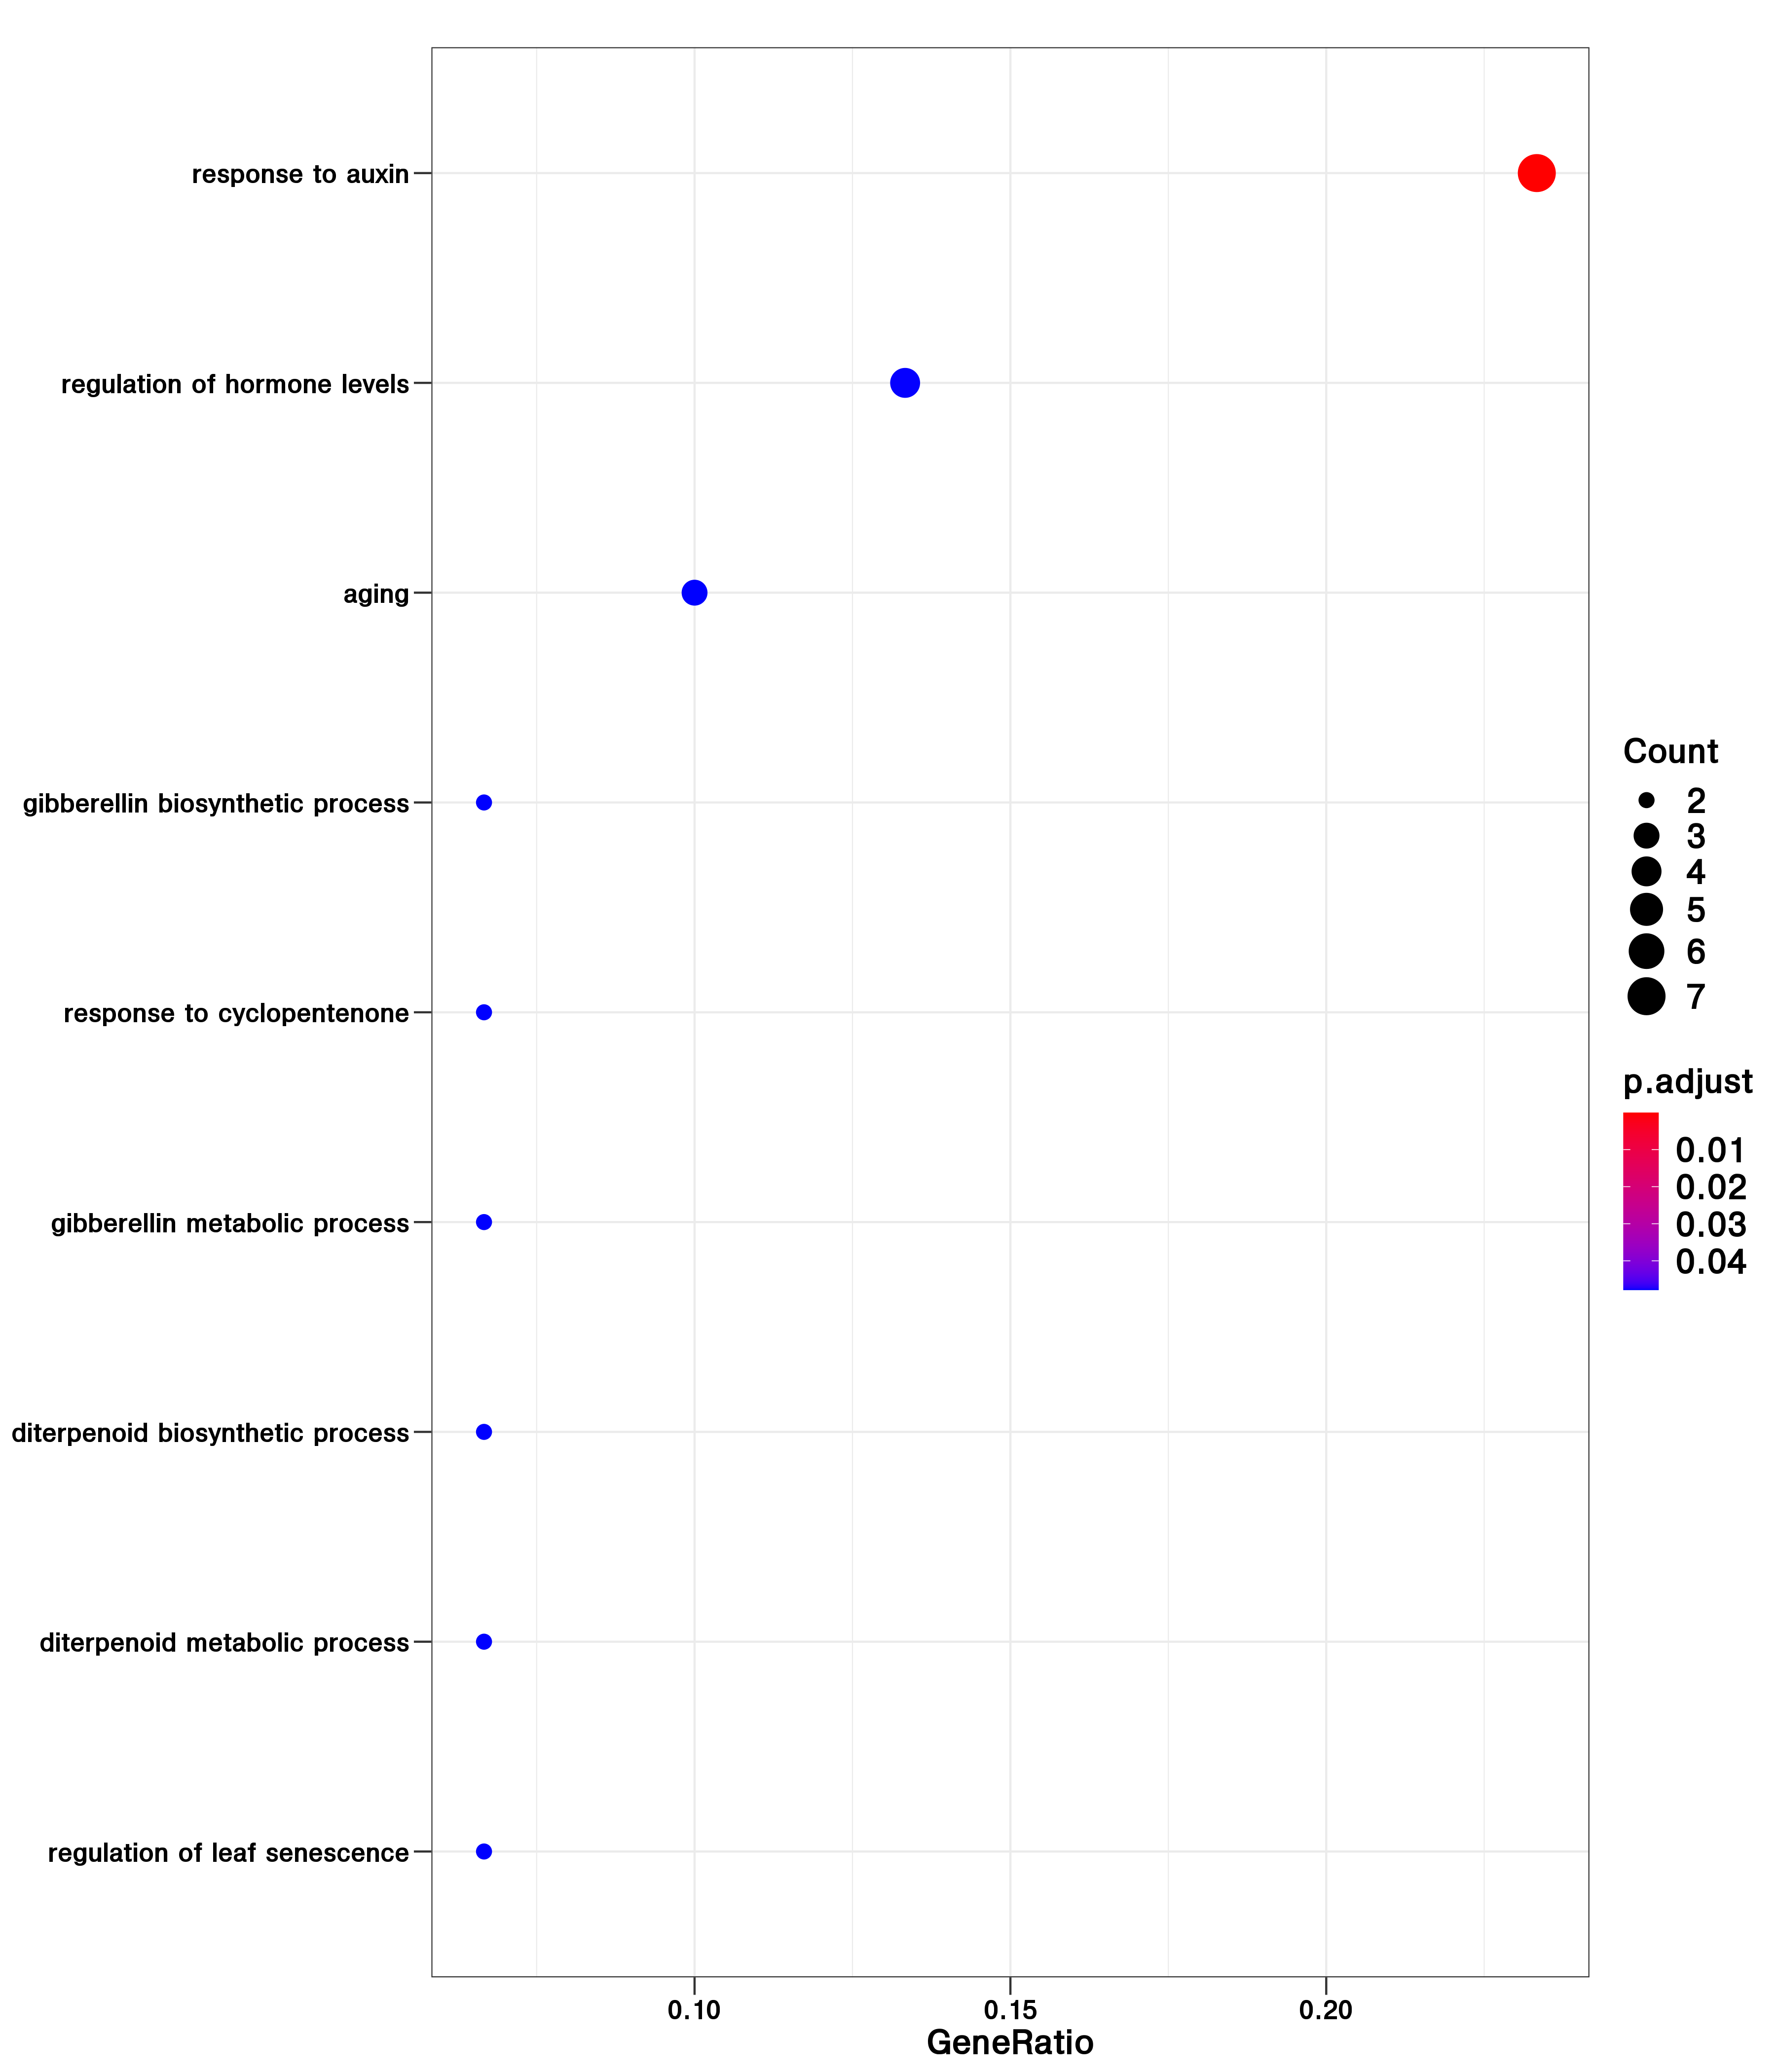 response to auxin
regulation of hormone levels
aging
gibberellin biosynthetic process
response to cyclopentenone
gibberellin metabolic process
diterpenoid biosynthetic process
diterpenoid metabolic process
regulation of leaf senescence
0.10
0.15
0.20
GeneRatio
Count
2
3
4
5
6
7
p.adjust
0.01
0.02
0.03
0.04